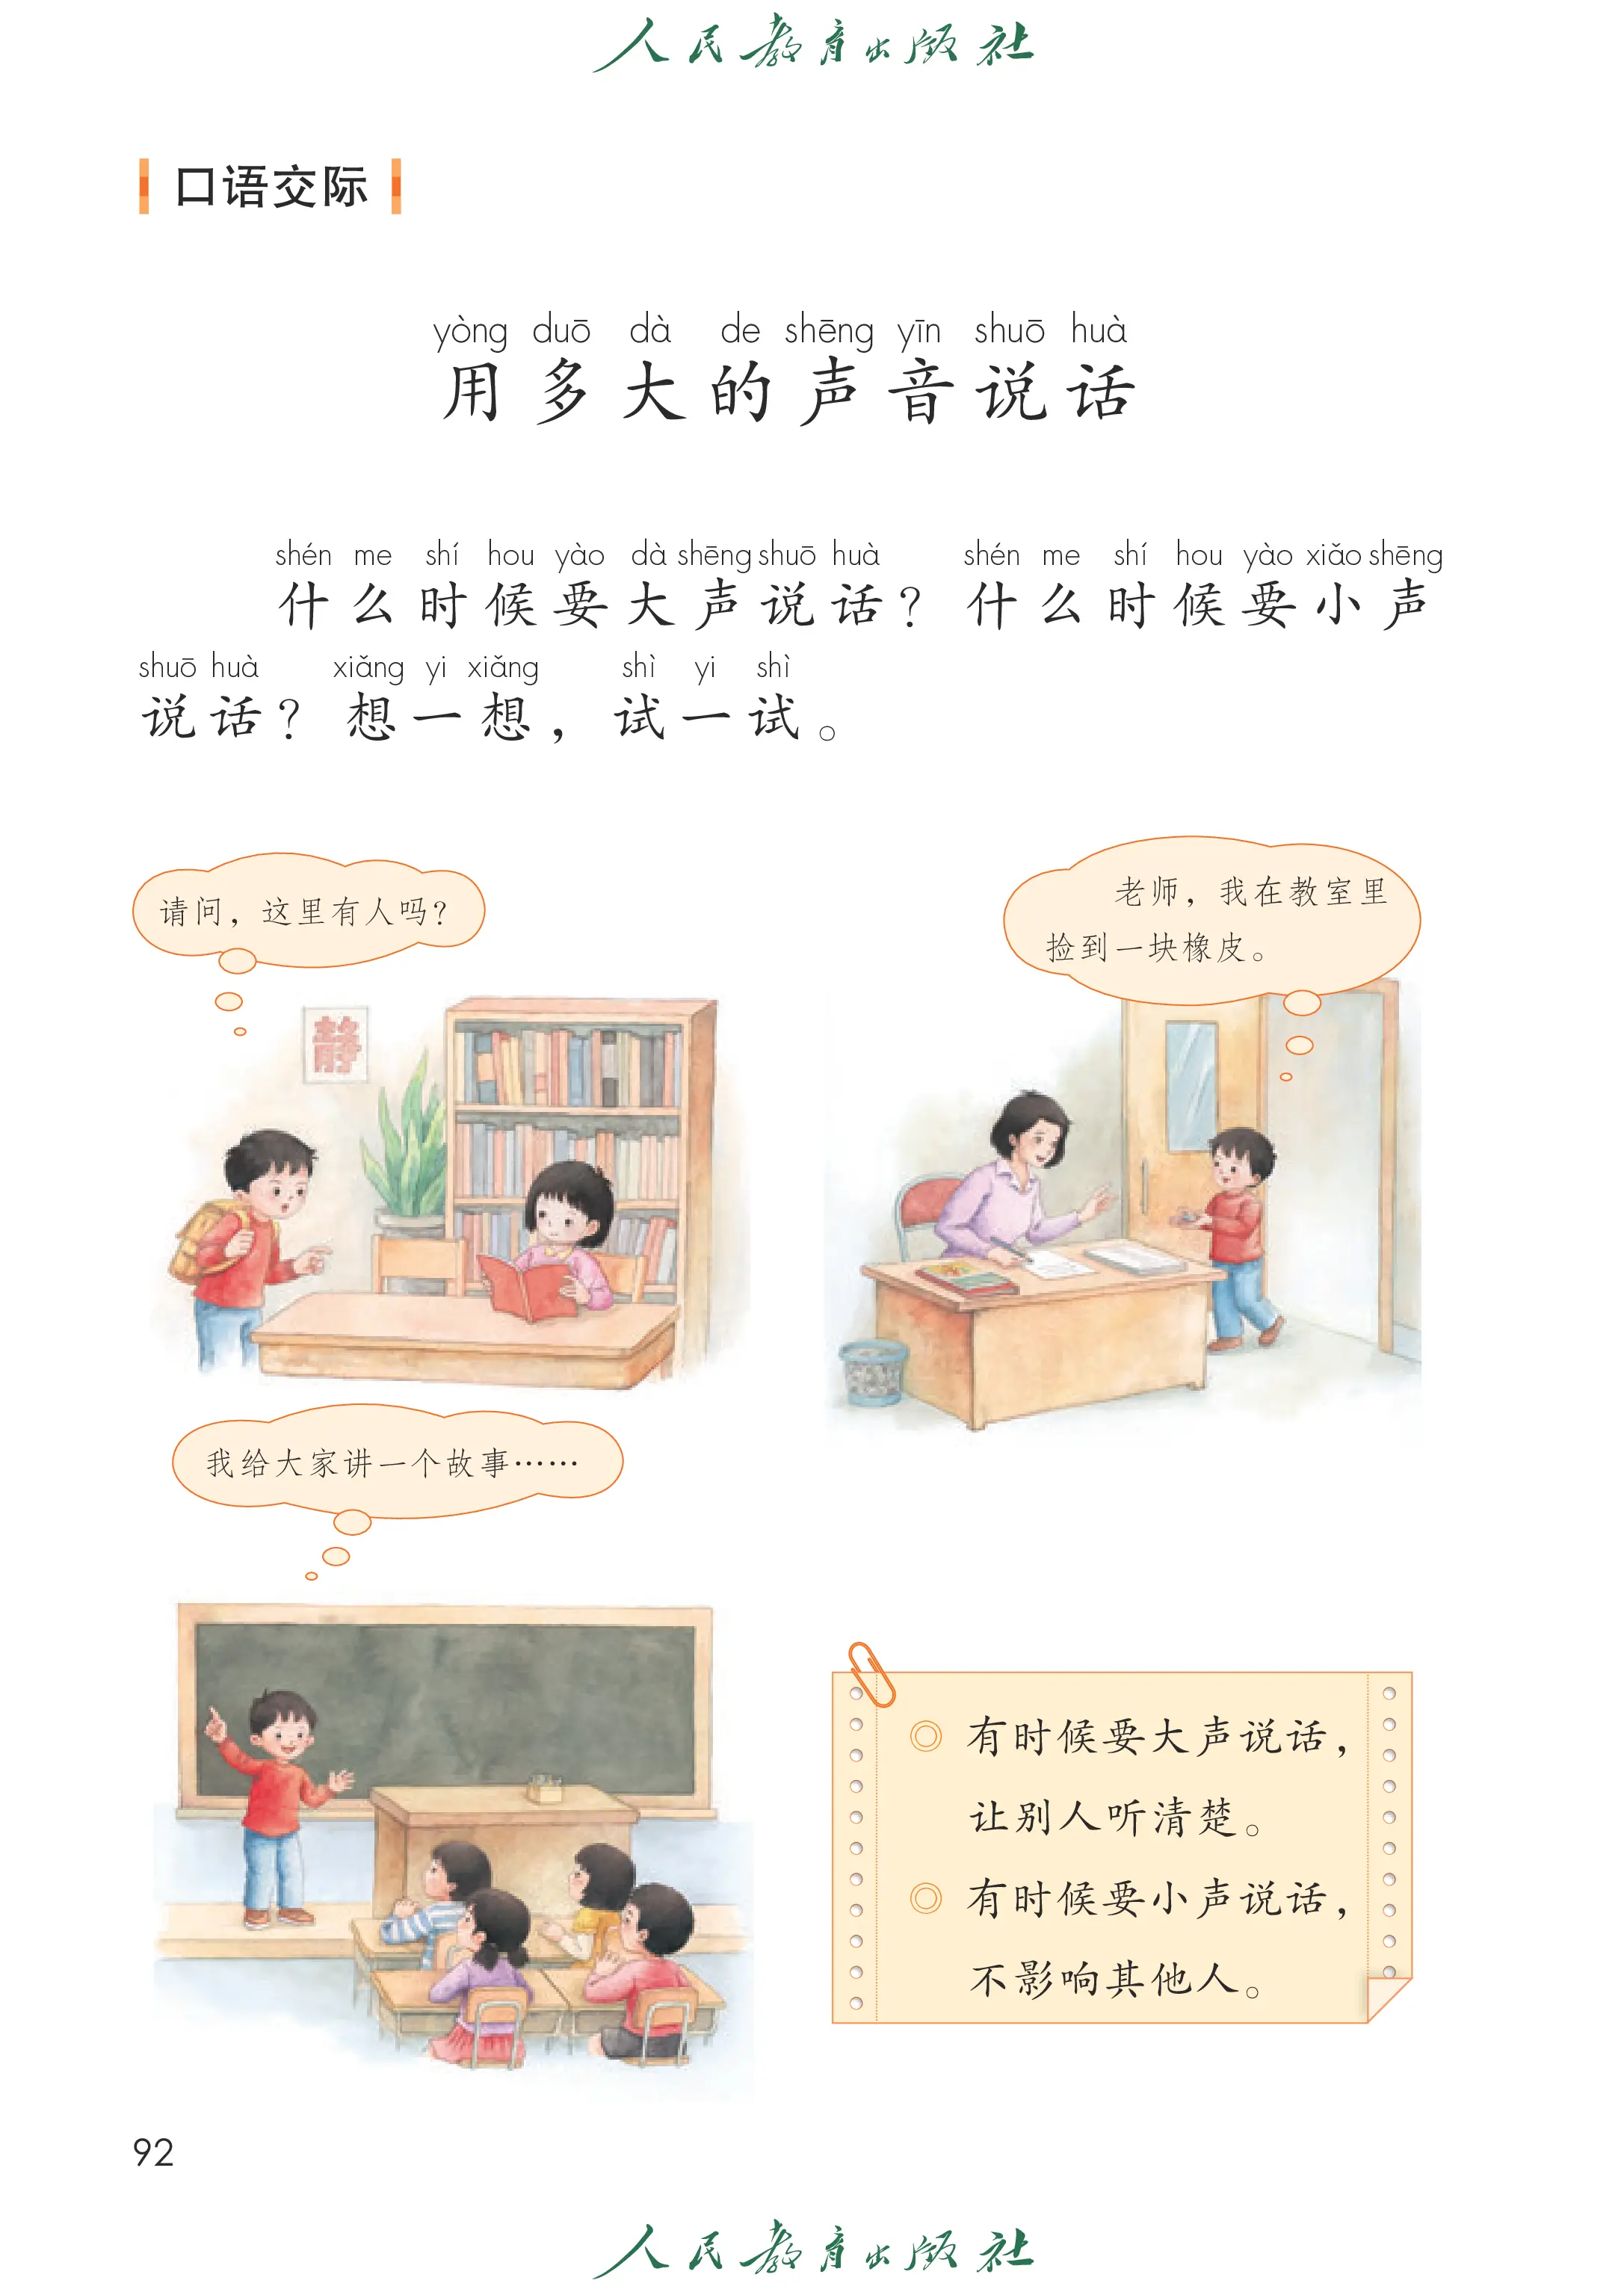 人民教育出版社
口语交际
yòng duō dà de shēng yīn shuō huà
用多大的声音说话
shén me shí hou yào dà shēng shuō huà shén me shí hou yào xiǎo shēng
什么时候要大声说话？什么时候要小声
shuō huà xiǎng yi xiǎng shì yi shì
说话？想一想，试一试。
请问，这里有人吗？
老师，我在教室里
捡到一块橡皮。
静
我给大家讲一个故事……
◎ 有时候要大声说话，
让别人听清楚。
◎ 有时候要小声说话，
不影响其他人。
92
人民教育出版社